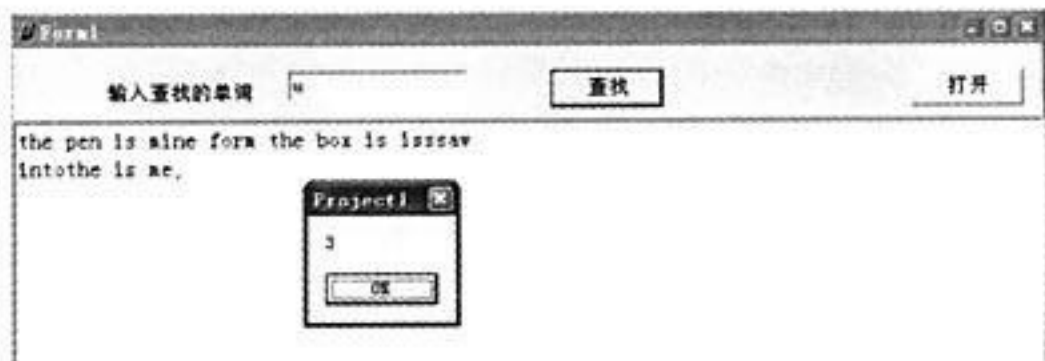 Form1
输入查找的单词
查找
打开
the pen is mine form the box is isssaw
intothe is me,
Project1
3
OK